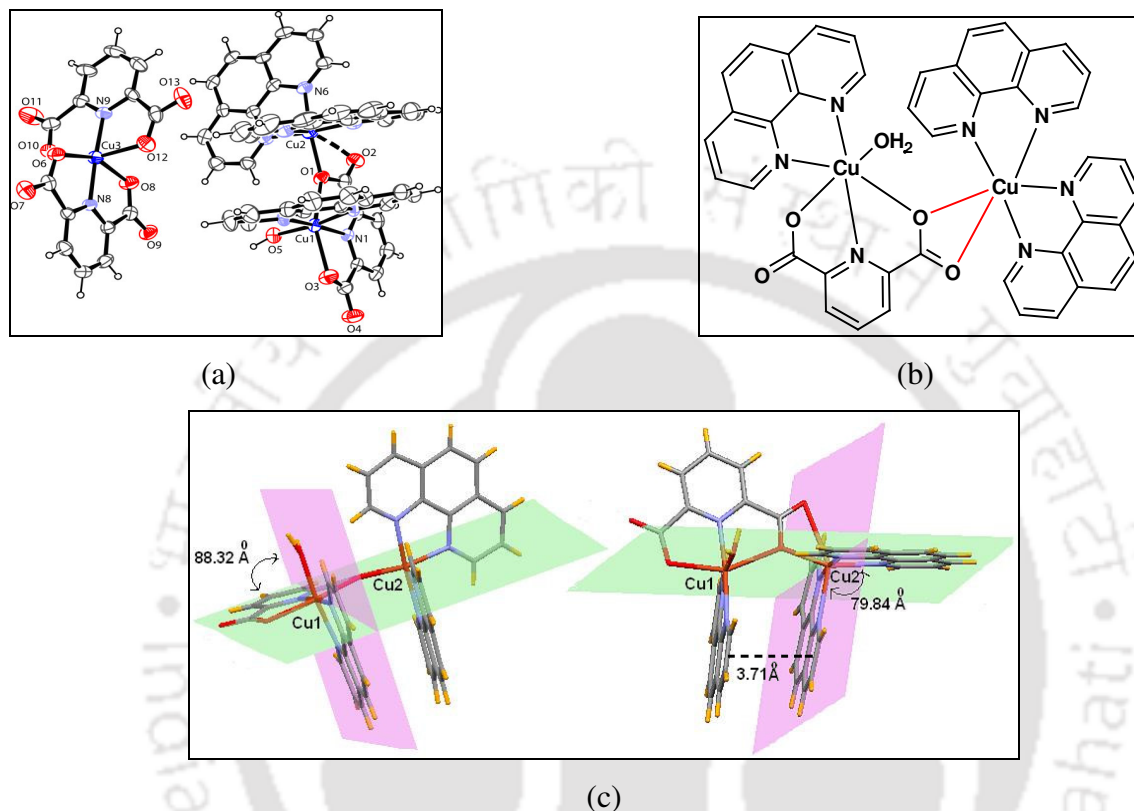 O11
O13
N9
N6
Cu3
O10
O6
O12
Cu2
O2
O8
O1
O7
N8
O9
O5
Cu1
N1
O3
O4
(a)
N
N
N
Cu
OH2
N
Cu
N
O
O
N
N
O
O
(b)
88.32 Å
Cu2
Cu1
Cu1
Cu2
79.84 Å
3.71Å
(c)